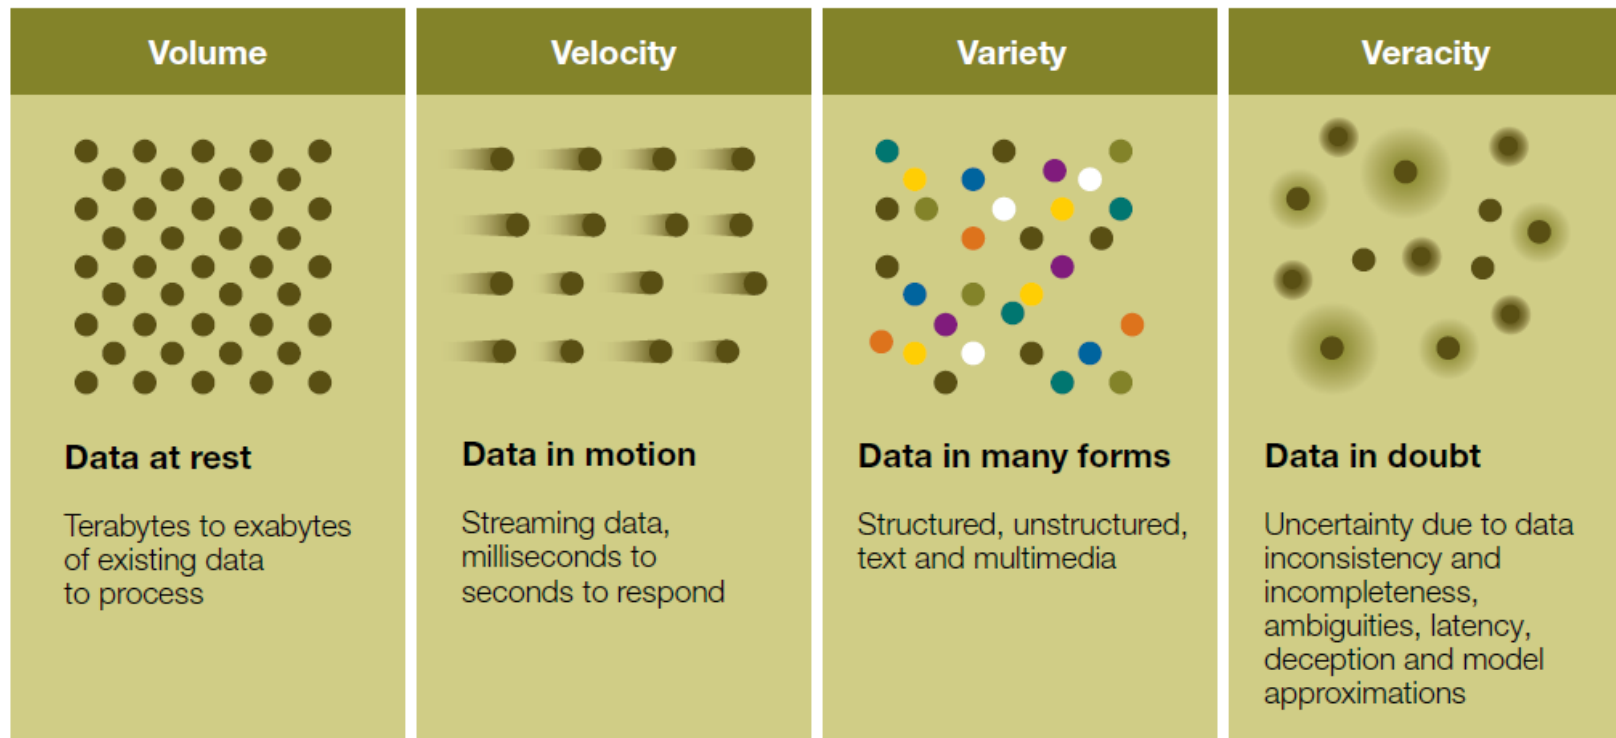 Volume
Data at rest
Terabytes to exabytes
of existing data
to process
Velocity
Data in motion
Streaming data,
milliseconds to
seconds to respond
Variety
Data in many forms
Structured, unstructured,
text and multimedia
Veracity
Data in doubt
Uncertainty due to data
inconsistency and
incompleteness,
ambiguities, latency,
deception and model
approximations